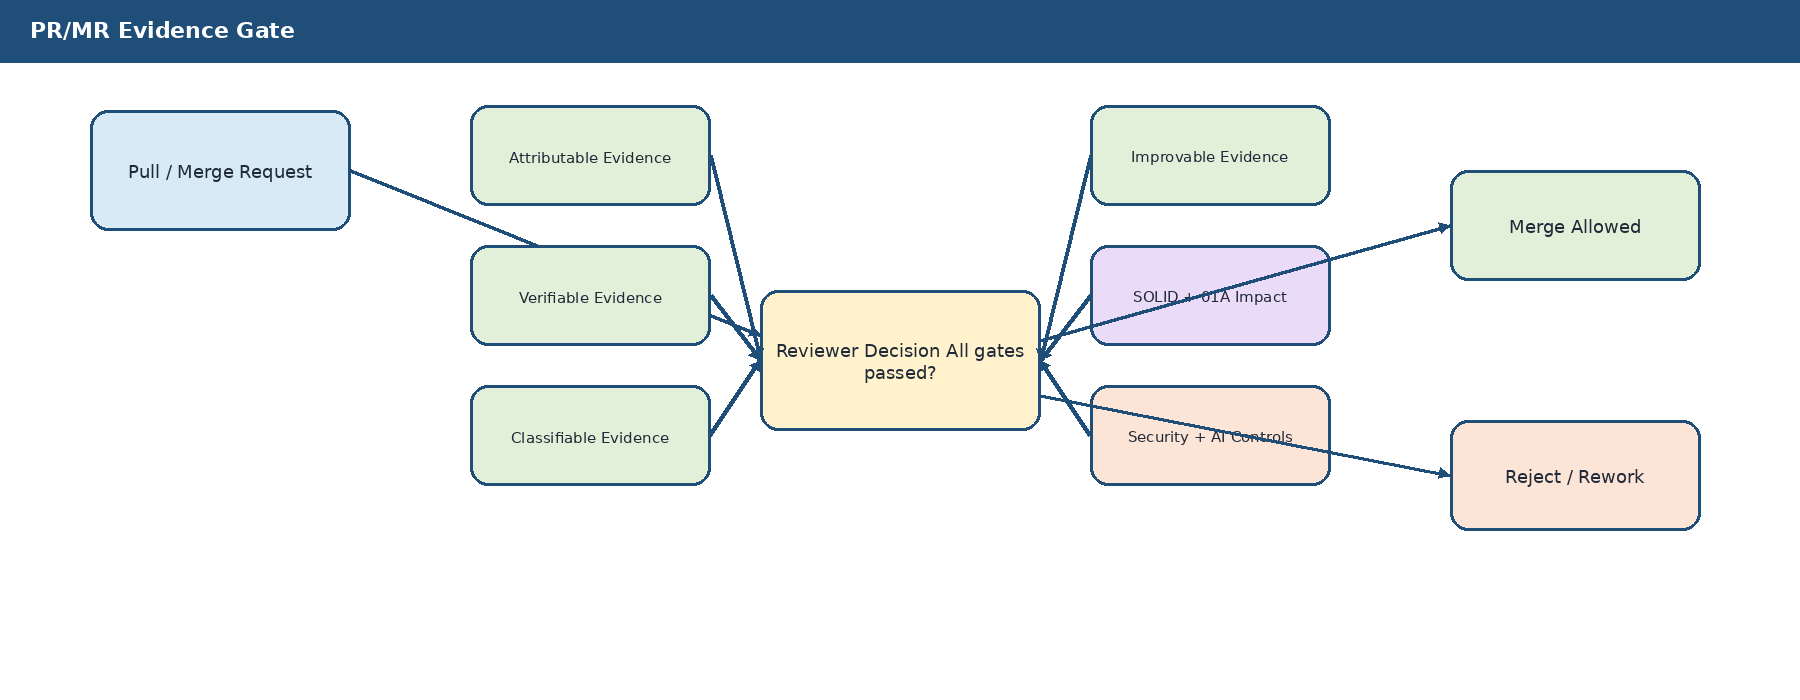 PR/MR Evidence Gate
Pull / Merge Request
Attributable Evidence
Verifiable Evidence
Classifiable Evidence
Reviewer Decision All gates
passed?
Improvable Evidence
SOLID + 61A Impact
Security + AI Controls
Merge Allowed
Reject / Rework